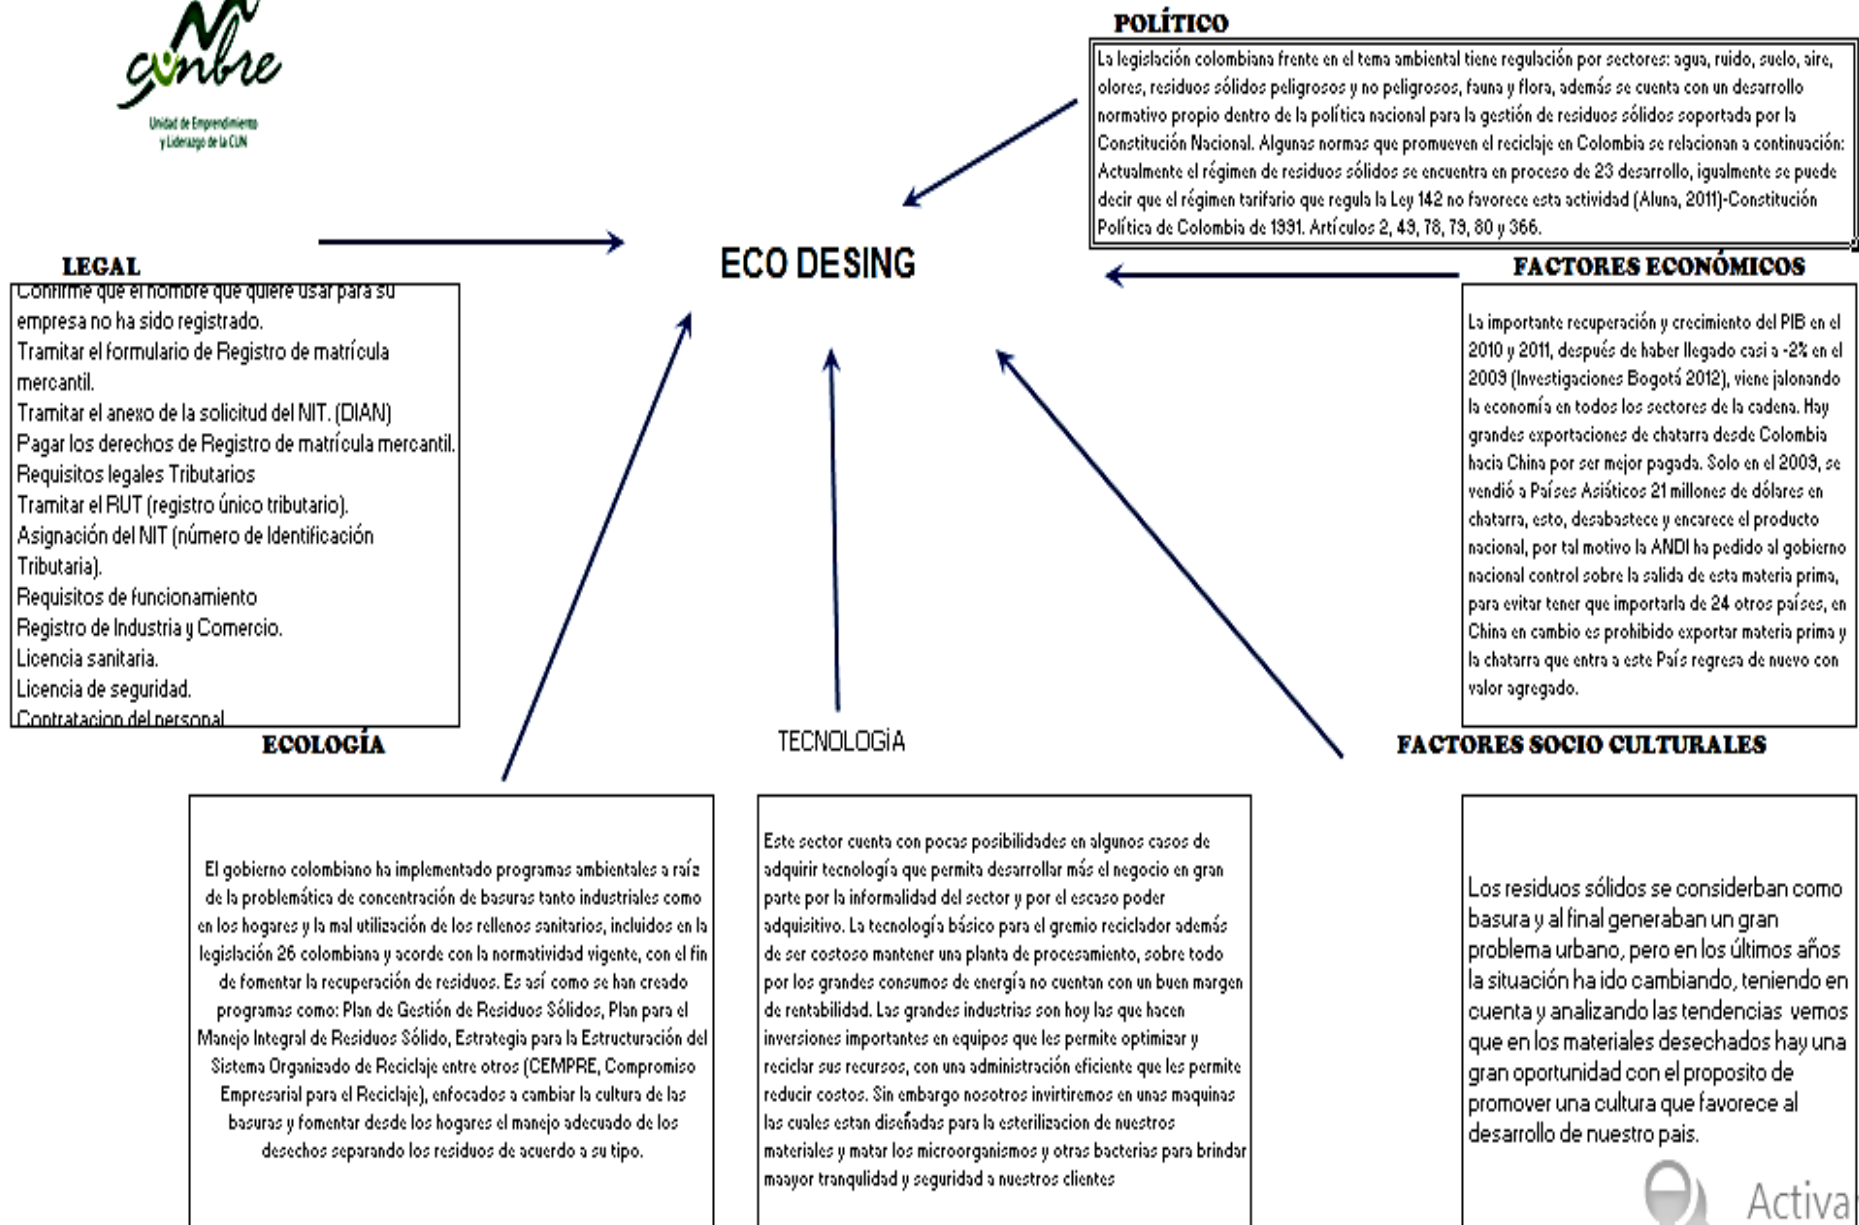 cunbre
Unidad de Emprendimiento
y Liderazgo de la CUN
POLÍTICO
La legislación colombiana frente en el tema ambiental tiene regulación por sectores: agua, ruido, suelo, aire,
olores, residuos sólidos peligrosos y no peligrosos, fauna y flora, además se cuenta con un desarrollo
normativo propio dentro de la política nacional para la gestión de residuos sólidos soportada por la
Constitución Nacional. Algunas normas que promueven el reciclaje en Colombia se relacionan a continuación:
Actualmente el régimen de residuos sólidos se encuentra en proceso de 23 desarrollo, igualmente se puede
decir que el régimen tarifario que regula la Ley 142 no favorece esta actividad (Aluna, 2011)-Constitución
Política de Colombia de 1991. Artículos 2, 49, 78, 79, 80 y 366.
ECO DESING
LEGAL
Confirme que el nombre que quiere usar para su
empresa no ha sido registrado.
Tramitar el formulario de Registro de matrícula
mercantil.
Tramitar el anexo de la solicitud del NIT. (DIAN)
Pagar los derechos de Registro de matrícula mercantil.
Requisitos legales Tributarios
Tramitar el RUT (registro único tributario).
Asignación del NIT (número de Identificación
Tributaria).
Requisitos de funcionamiento
Registro de Industria y Comercio.
Licencia sanitaria.
Licencia de seguridad.
Contratacion del personal
FACTORES ECONÓMICOS
La importante recuperación y crecimiento del PIB en el
2010 y 2011, después de haber llegado casi a -2% en el
2009 (Investigaciones Bogotá 2012), viene jalonando
la economía en todos los sectores de la cadena. Hay
grandes exportaciones de chatarra desde Colombia
hacia China por ser mejor pagada. Solo en el 2009, se
vendió a Países Asiáticos 21 millones de dólares en
chatarra, esto, desabastece y encarece el producto
nacional, por tal motivo la ANDI ha pedido al gobierno
nacional control sobre la salida de esta materia prima,
para evitar tener que importarla de 24 otros países, en
China en cambio es prohibido exportar materia prima y
la chatarra que entra a este País regresa de nuevo con
valor agregado.
ECOLOGÍA
El gobierno colombiano ha implementado programas ambientales a raíz
de la problemática de concentración de basuras tanto industriales como
en los hogares y la mal utilización de los rellenos sanitarios, incluidos en la
legislación 26 colombiana y acorde con la normatividad vigente, con el fin
de fomentar la recuperación de residuos. Es así como se han creado
programas como: Plan de Gestión de Residuos Sólidos, Plan para el
Manejo Integral de Residuos Sólido, Estrategia para la Estructuración del
Sistema Organizado de Reciclaje entre otros (CEMPRE, Compromiso
Empresarial para el Reciclaje), enfocados a cambiar la cultura de las
basuras y fomentar desde los hogares el manejo adecuado de los
desechos separando los residuos de acuerdo a su tipo.
TECNOLOGÍA
Este sector cuenta con pocas posibilidades en algunos casos de
adquirir tecnología que permita desarrollar más el negocio en gran
parte por la informalidad del sector y por el escaso poder
adquisitivo. La tecnología básico para el gremio reciclador además
de ser costoso mantener una planta de procesamiento, sobre todo
por los grandes consumos de energía no cuentan con un buen margen
de rentabilidad. Las grandes industrias son hoy las que hacen
inversiones importantes en equipos que les permite optimizar y
reciclar sus recursos, con una administración eficiente que les permite
reducir costos. Sin embargo nosotros invirtiremos en unas maquinas
las cuales estan diseñadas para la esterilizacion de nuestros
materiales y matar los microorganismos y otras bacterias para brindar
maayor tranqulidad y seguridad a nuestros clientes
FACTORES SOCIO CULTURALES
Los residuos sólidos se considerban como
basura y al final generaban un gran
problema urbano, pero en los últimos años
la situación ha ido cambiando, teniendo en
cuenta y analizando las tendencias vemos
que en los materiales desechados hay una
gran oportunidad con el proposito de
promover una cultura que favorece al
desarrollo de nuestro pais.
Activa